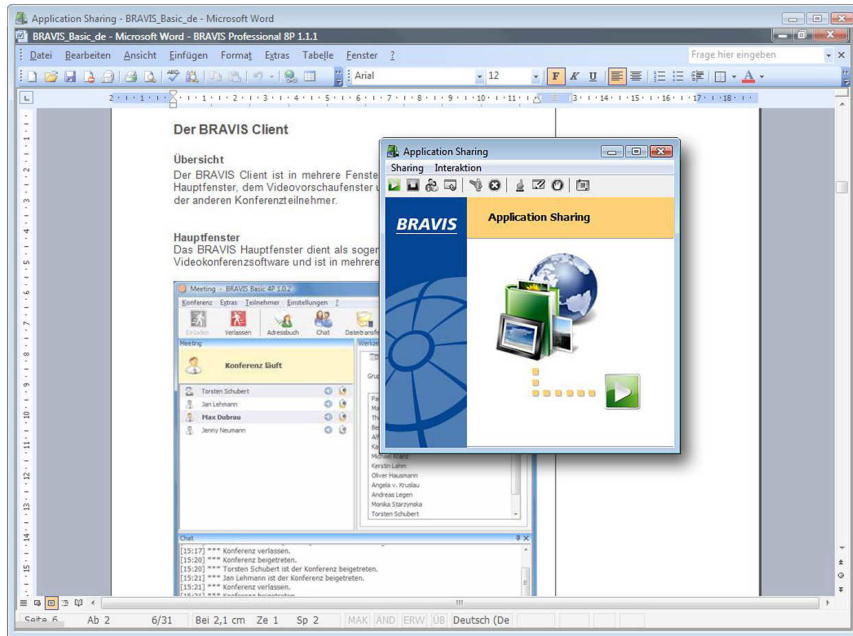 Application Sharing - BRAVIS_Basic_de - Microsoft Word
BRAVIS_Basic_de - Microsoft Word - BRAVIS Professional 8P 1.1.1
Datei Bearbeiten Ansicht Einfügen Format Extras Tabelle Fenster ?
Frage hier eingeben
Arial 12 F K U
Der BRAVIS Client
Übersicht
Der BRAVIS Client ist in mehrere Fenste
Hauptfenster, dem Videovorschaufenster u
der anderen Konferenzteilnehmer.
Hauptfenster
Das BRAVIS Hauptfenster dient als soger
Videokonferenzsoftware und ist in mehrere
Meeting - BRAVIS Basic 4P 1.0.2
Konferenz Extras Teilnehmer Einstellungen ?
Einladen Verlassen Adressbuch Chat Dateitransfe
Meeting
Werkze
Konferenz läuft
Grup
Torsten Schubert
Jan Lehmann
Max Dubrau
Jenny Neumann
Kerstin Lahm
Oliver Hausmann
Angela v. Kruslau
Andreas Legen
Monika Starzynska
Torsten Schubert
Chat
[15:17] *** Konferenz verlassen.
[15:20] *** Konferenz beigetreten.
[15:20] *** Torsten Schubert ist der Konferenz beigetreten.
[15:21] *** Jan Lehmann ist der Konferenz beigetreten.
[15:21] *** Konferenz verlassen.
Application Sharing
Sharing Interaktion
BRAVIS
Application Sharing
Seite 6 Ab 2 6/31 Bei 2,1 cm Ze 1 Sp 2 MAK ÄND ERW ÜB Deutsch (De